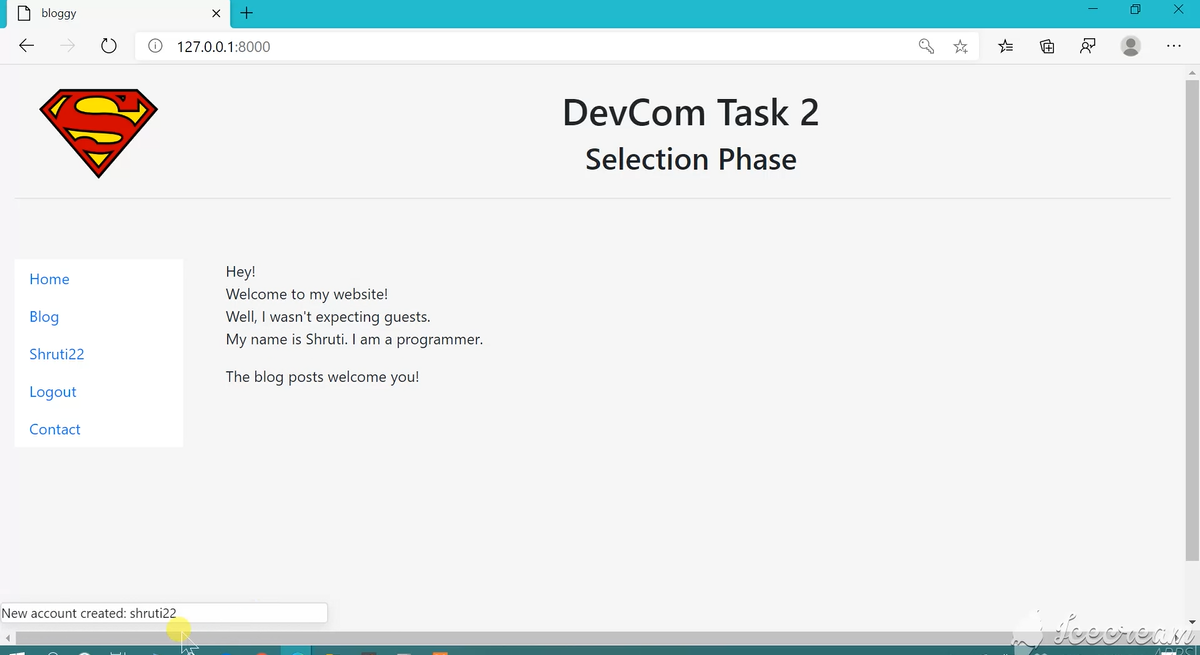 bloggy
127.0.0.1:8000
DevCom Task 2
Selection Phase
Home
Blog
Shruti22
Logout
Contact
Hey!
Welcome to my website!
Well, I wasn't expecting guests.
My name is Shruti. I am a programmer.
The blog posts welcome you!
New account created: shruti22
Icecream
APPS